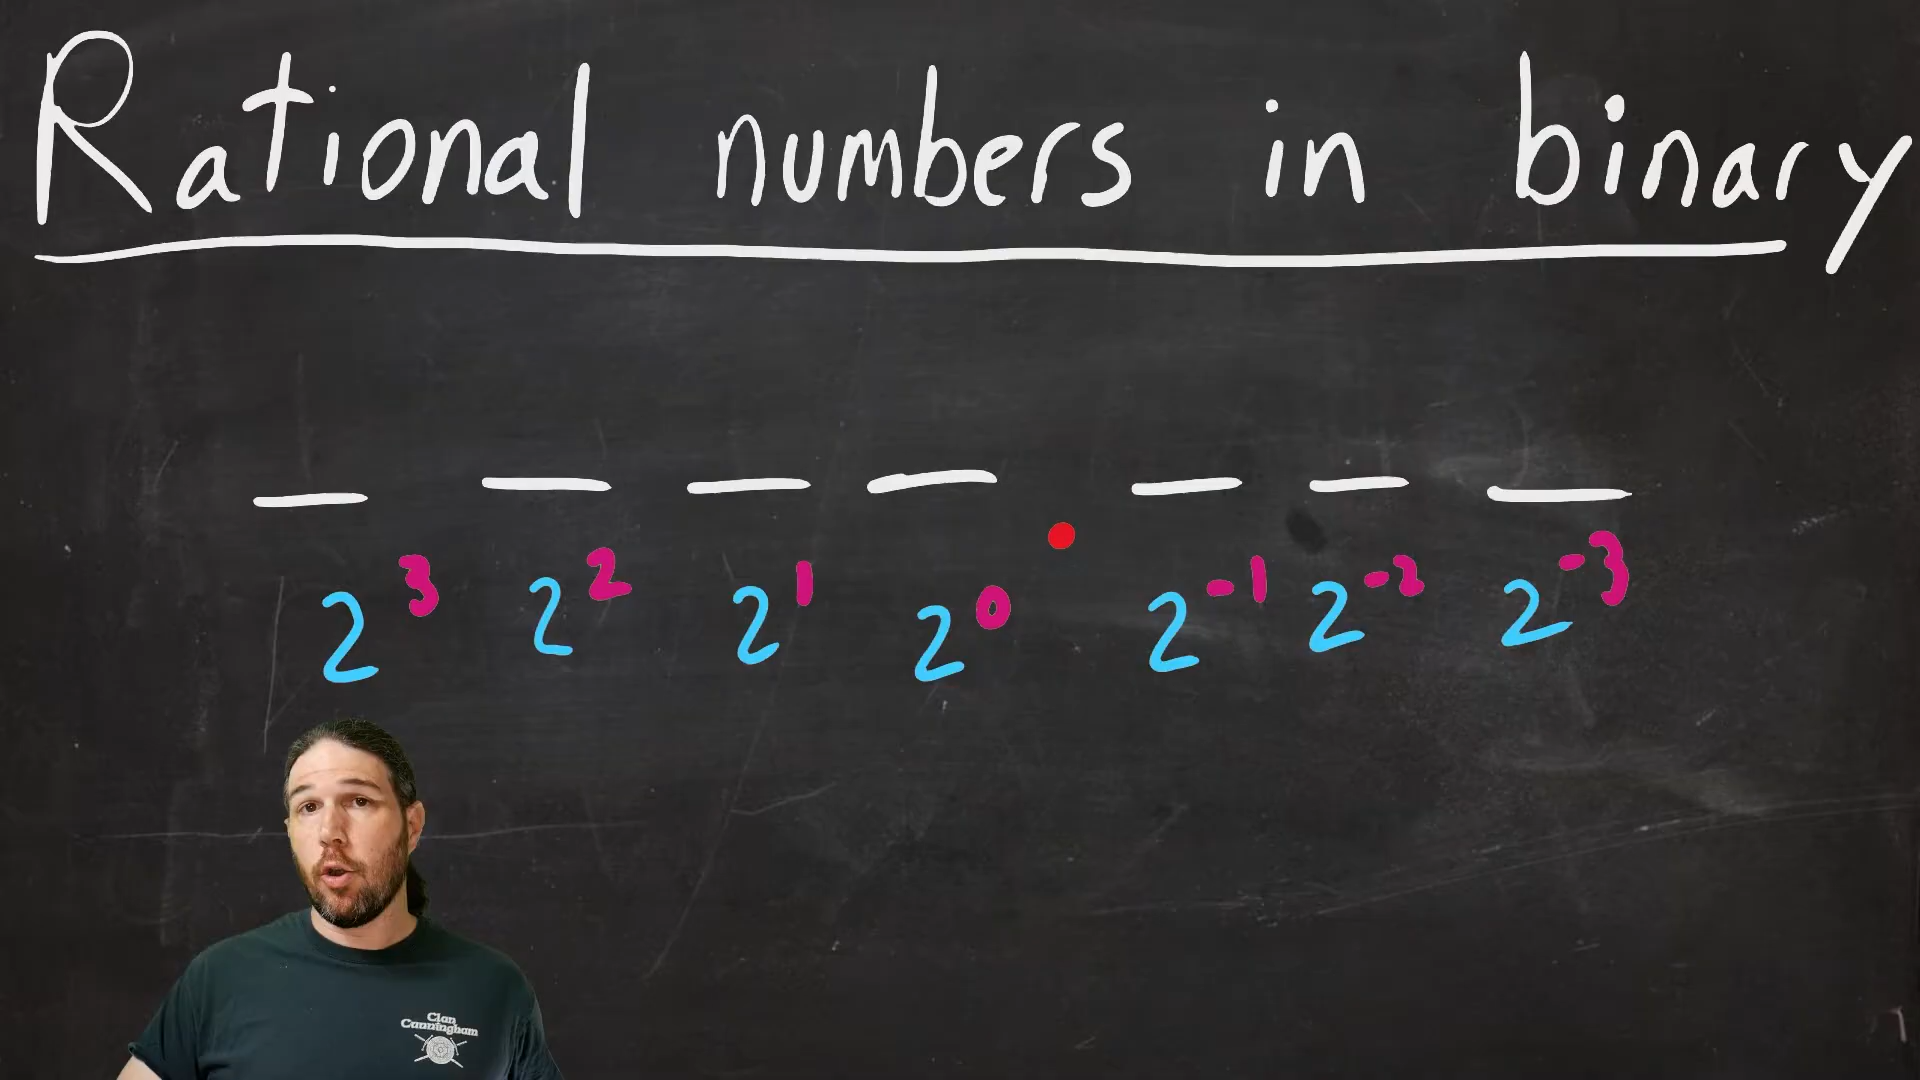 Rational numbers in binary
2³ 2² 2¹ 2⁰ . 2⁻¹ 2⁻² 2⁻³
Clan
Cunningham